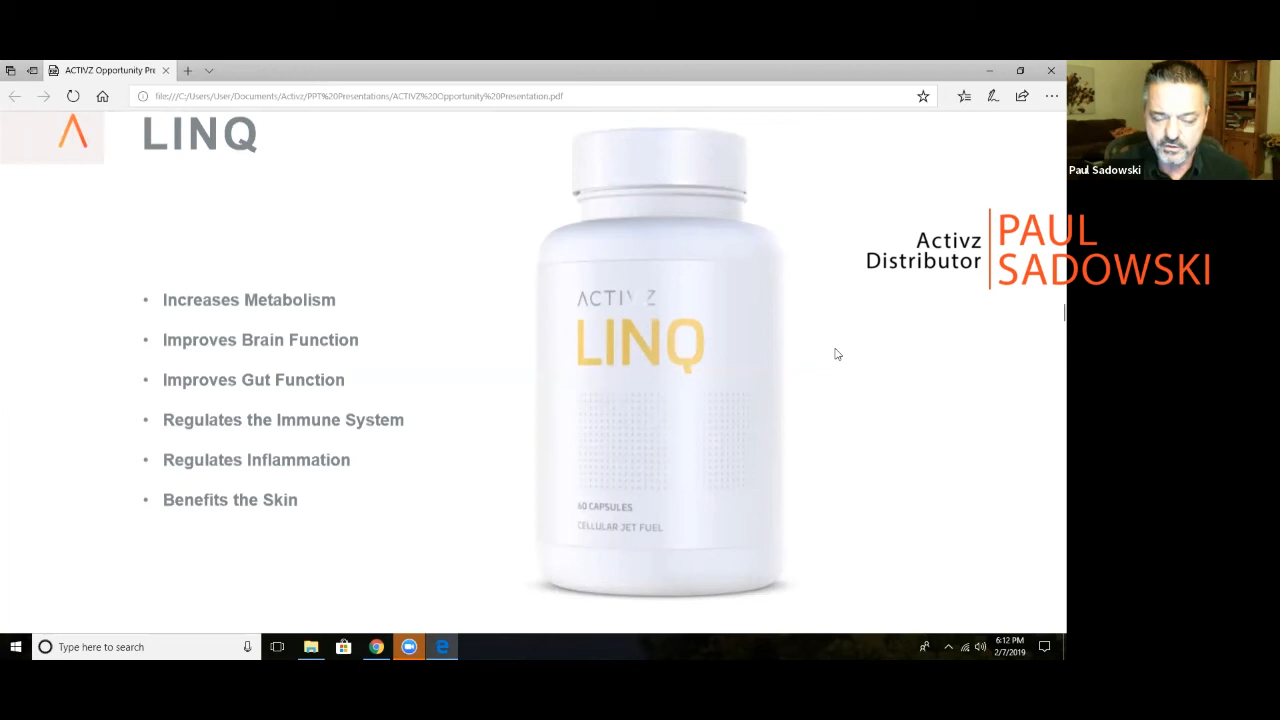 ACTIVZ Opportunity Pre
file:///C:/Users/User/Documents/Activz/PPT%20Presentations/ACTIVZ%20Opportunity%20Presentation.pdf
LINQ
Paul Sadowski
Activz
Distributor
PAUL
SADOWSKI
• Increases Metabolism
• Improves Brain Function
• Improves Gut Function
• Regulates the Immune System
• Regulates Inflammation
• Benefits the Skin
ACTIVZ
LINQ
60 CAPSULES
CELLULAR JET FUEL
Type here to search
6:12 PM
2/7/2019